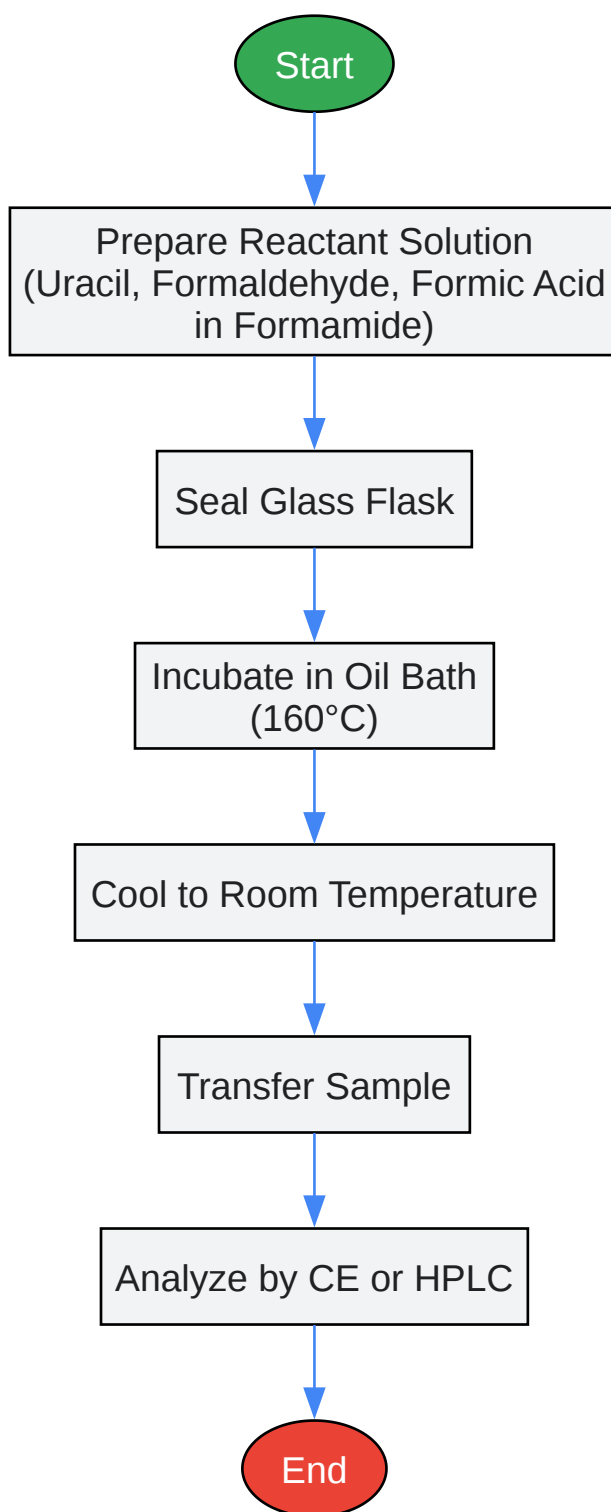 Start
Prepare Reactant Solution
(Uracil, Formaldehyde, Formic Acid
in Formamide)
Seal Glass Flask
Incubate in Oil Bath
(160°C)
Cool to Room Temperature
Transfer Sample
Analyze by CE or HPLC
End